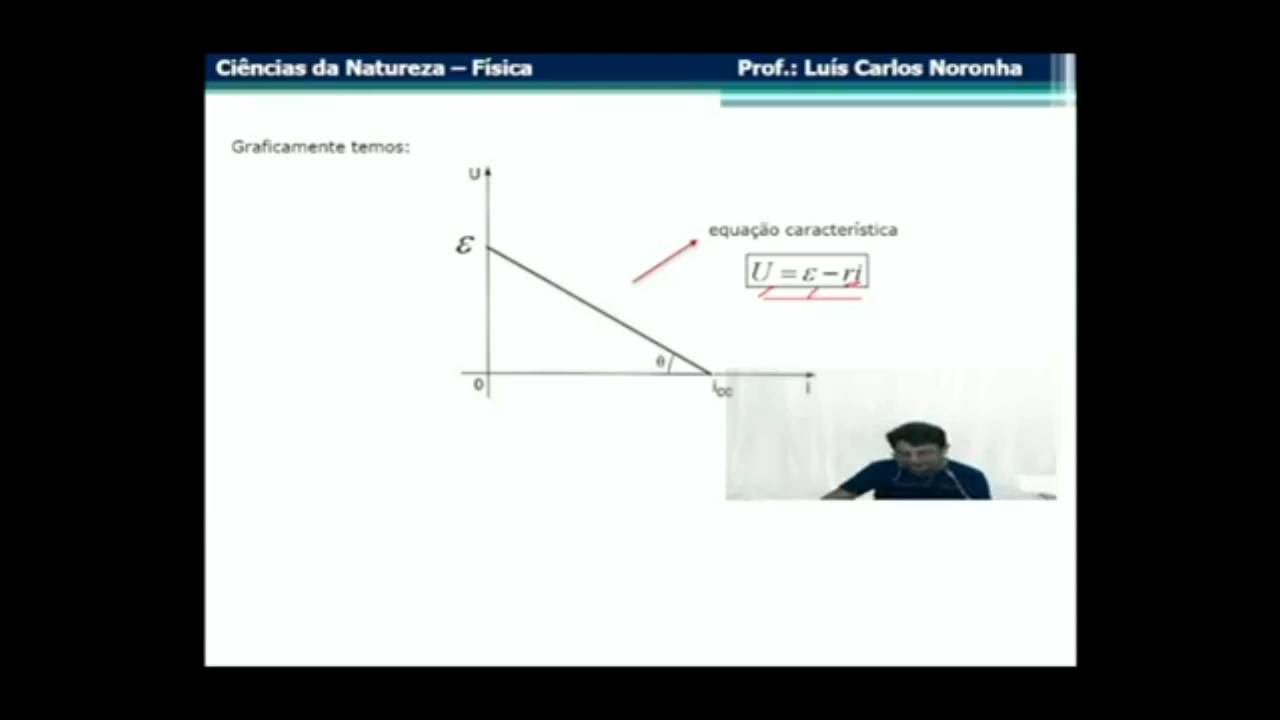 Ciências da Natureza – Física
Prof.: Luís Carlos Noronha
Graficamente temos:
U
ε
equação característica
U = ε – ri
θ
0
icc
i